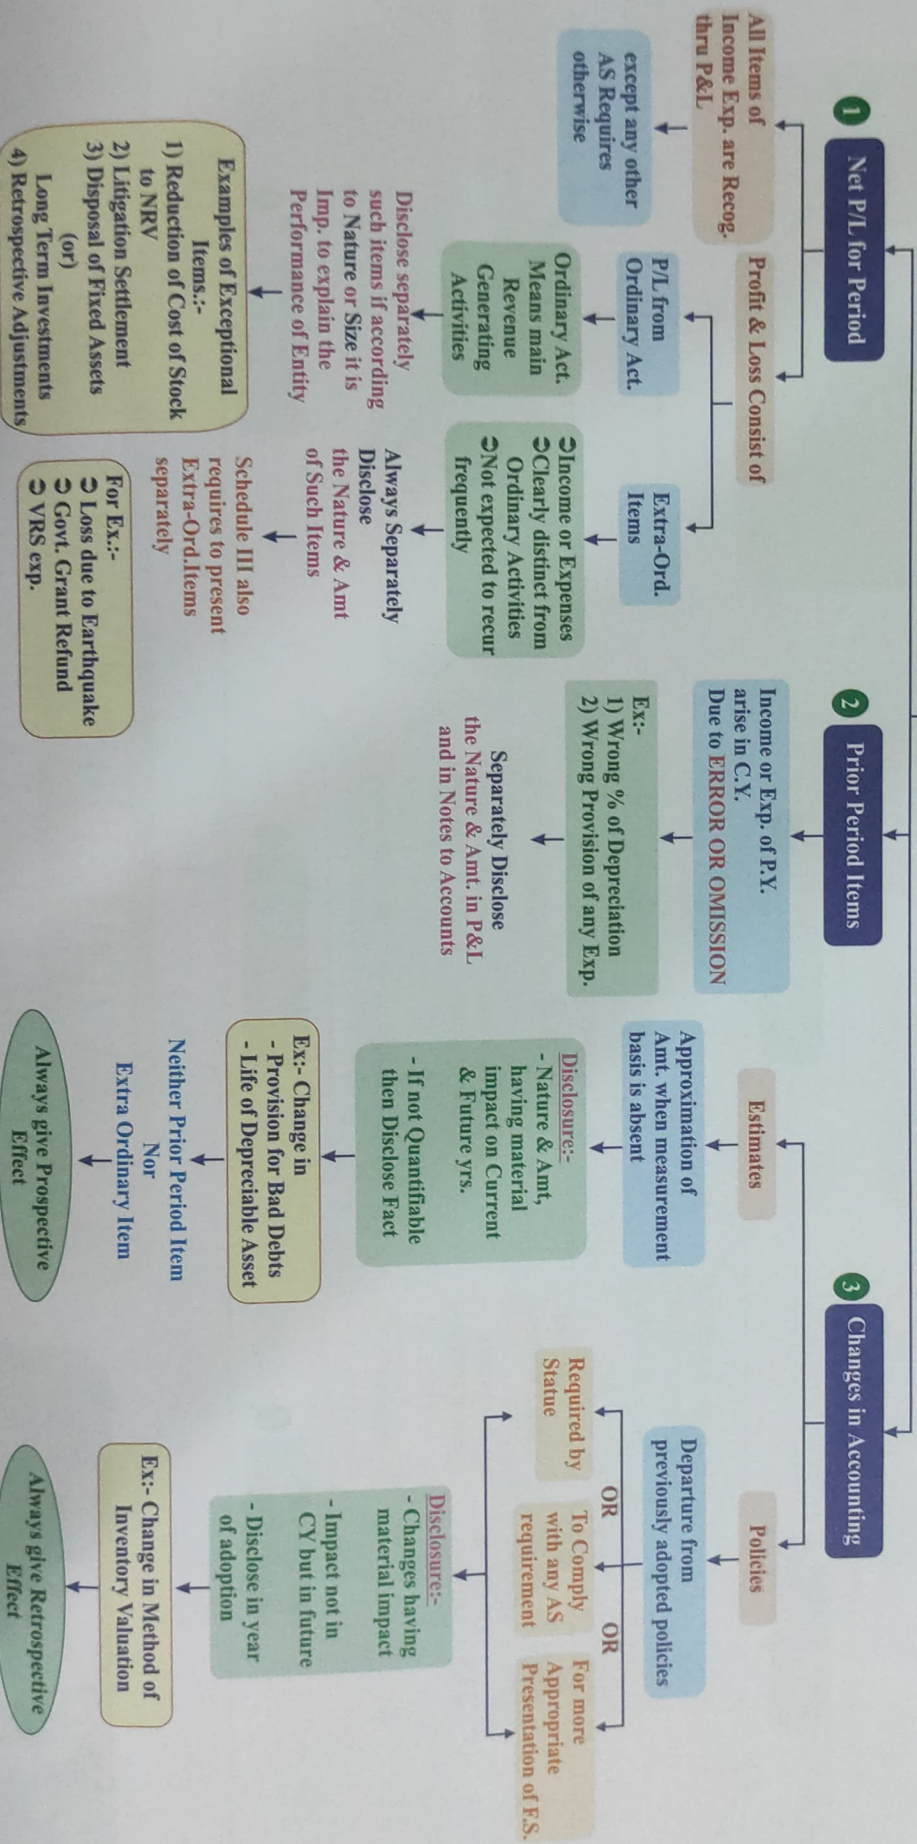 1 Net P/L for Period
All Items of
Income Exp. are Recog.
thru P&L
except any other
AS Requires
otherwise
Profit & Loss Consist of
P/L from
Ordinary Act.
Ordinary Act.
Means main
Revenue
Generating
Activities
Disclose separately
such items if according
to Nature or Size it is
Imp. to explain the
Performance of Entity
Examples of Exceptional
Items.:-
1) Reduction of Cost of Stock
to NRV
2) Litigation Settlement
3) Disposal of Fixed Assets
(or)
Long Term Investments
4) Retrospective Adjustments
Extra-Ord.
Items
➲Income or Expenses
➲Clearly distinct from
Ordinary Activities
➲Not expected to recur
frequently
Always Separately
Disclose
the Nature & Amt
of Such Items
Schedule III also
requires to present
Extra-Ord.Items
separately
For Ex.:-
➲ Loss due to Earthquake
➲ Govt. Grant Refund
➲ VRS exp.
2 Prior Period Items
Income or Exp. of P.Y.
arise in C.Y.
Due to ERROR OR OMISSION
Ex:-
1) Wrong % of Depreciation
2) Wrong Provision of any Exp.
Separately Disclose
the Nature & Amt. in P&L
and in Notes to Accounts
3 Changes in Accounting
Estimates
Approximation of
Amt. when measurement
basis is absent
Disclosure:-
- Nature & Amt,
having material
impact on Current
& Future yrs.
- If not Quantifiable
then Disclose Fact
Ex:- Change in
- Provision for Bad Debts
- Life of Depreciable Asset
Neither Prior Period Item
Nor
Extra Ordinary Item
Always give Prospective
Effect
Policies
Departure from
previously adopted policies
OR OR
Required by
Statue
To Comply
with any AS
requirement
For more
Appropriate
Presentation of F.S.
Disclosure:-
- Changes having
material impact
- Impact not in
CY but in future
- Disclose in year
of adoption
Ex:- Change in Method of
Inventory Valuation
Always give Retrospective
Effect